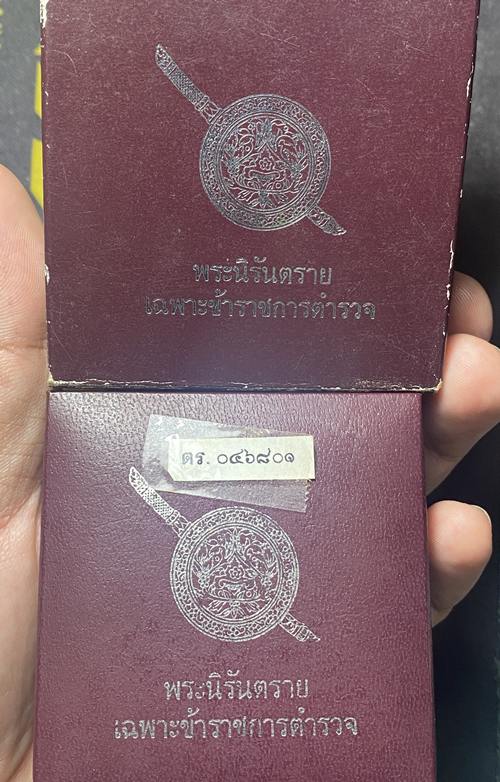 พระนิรันตราย
เฉพาะข้าราชการตำรวจ
ตร. ๐๔๖๘๐๑
พระนิรันตราย
เฉพาะข้าราชการตำรวจ